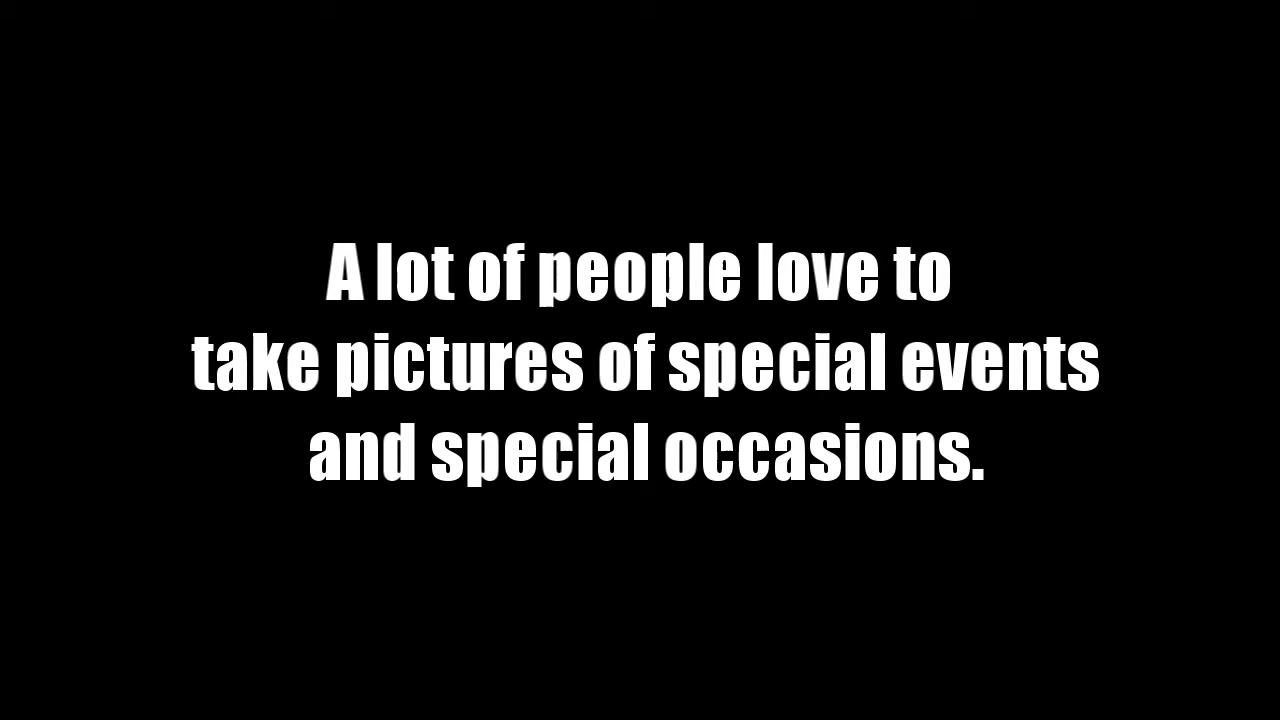 A lot of people love to
take pictures of special events
and special occasions.